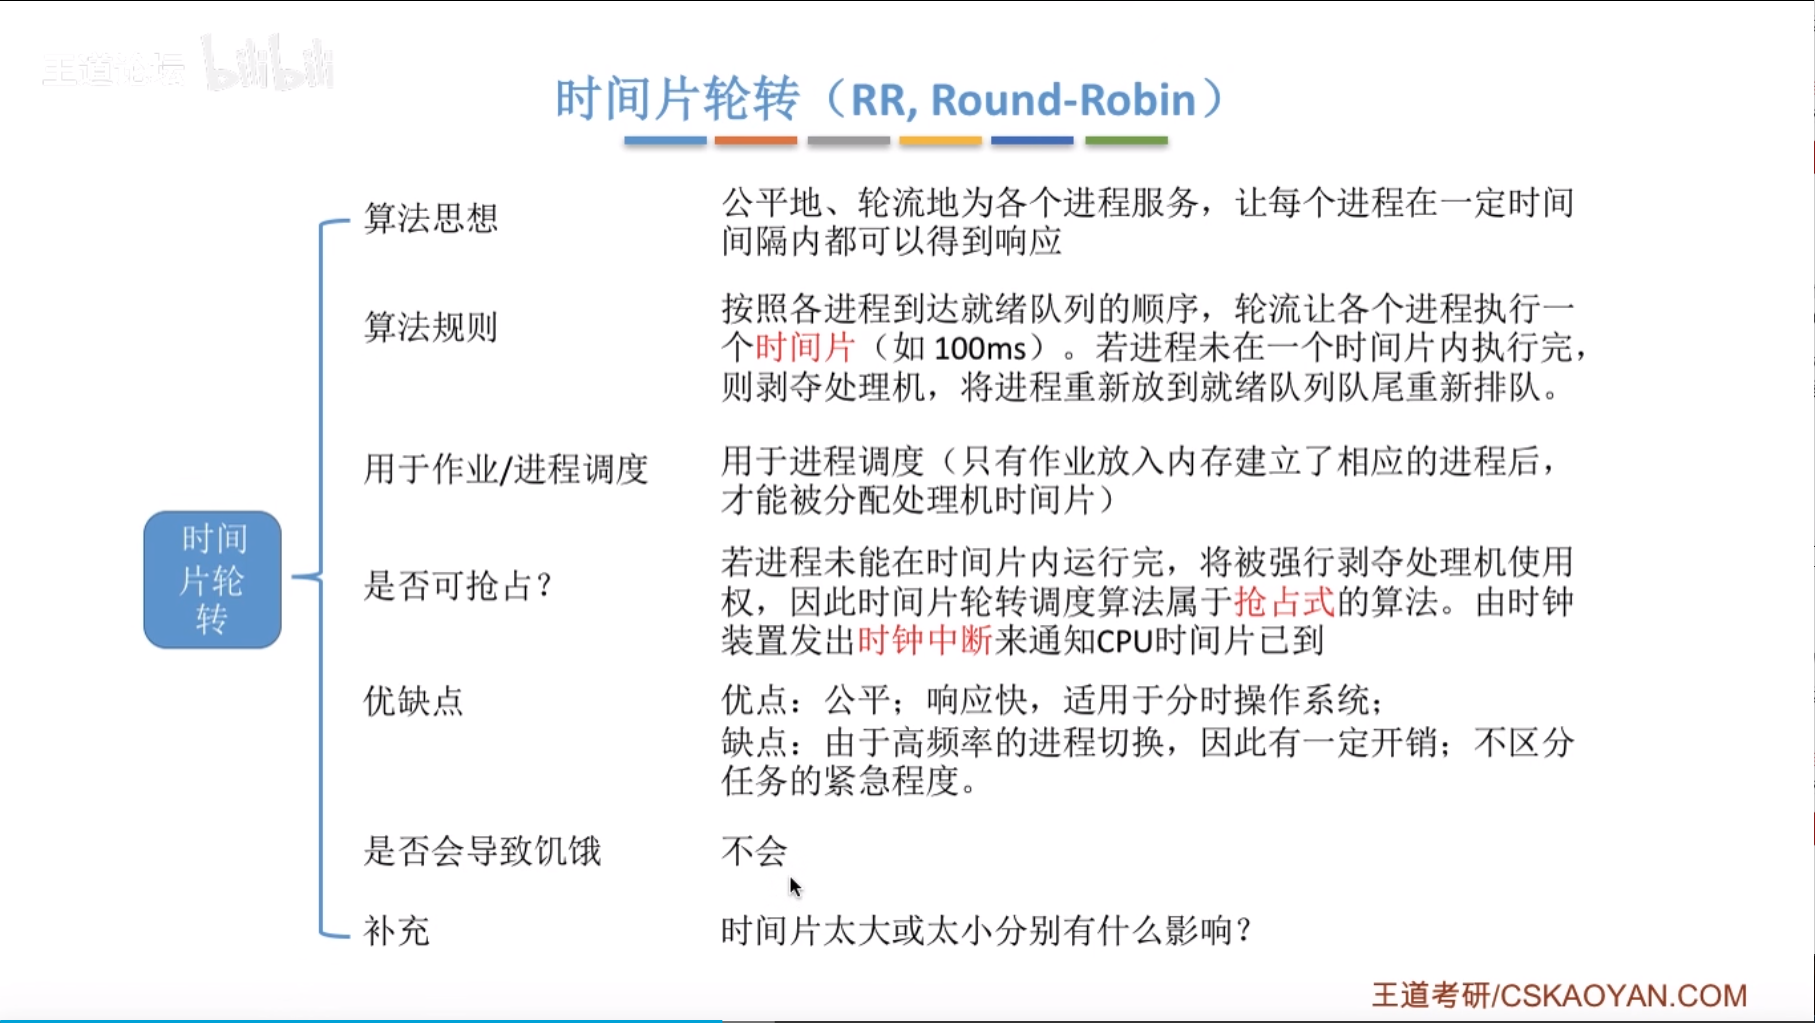 王道论坛 bilibili
时间片轮转（RR, Round-Robin）
算法思想
公平地、轮流地为各个进程服务，让每个进程在一定时间
间隔内都可以得到响应
算法规则
按照各进程到达就绪队列的顺序，轮流让各个进程执行一
个时间片（如 100ms）。若进程未在一个时间片内执行完，
则剥夺处理机，将进程重新放到就绪队列队尾重新排队。
用于作业/进程调度
用于进程调度（只有作业放入内存建立了相应的进程后，
才能被分配处理机时间片）
时间
片轮
转
是否可抢占？
若进程未能在时间片内运行完，将被强行剥夺处理机使用
权，因此时间片轮转调度算法属于抢占式的算法。由时钟
装置发出时钟中断来通知CPU时间片已到
优缺点
优点：公平；响应快，适用于分时操作系统；
缺点：由于高频率的进程切换，因此有一定开销；不区分
任务的紧急程度。
是否会导致饥饿
不会
补充
时间片太大或太小分别有什么影响？
王道考研/CSKAOYAN.COM